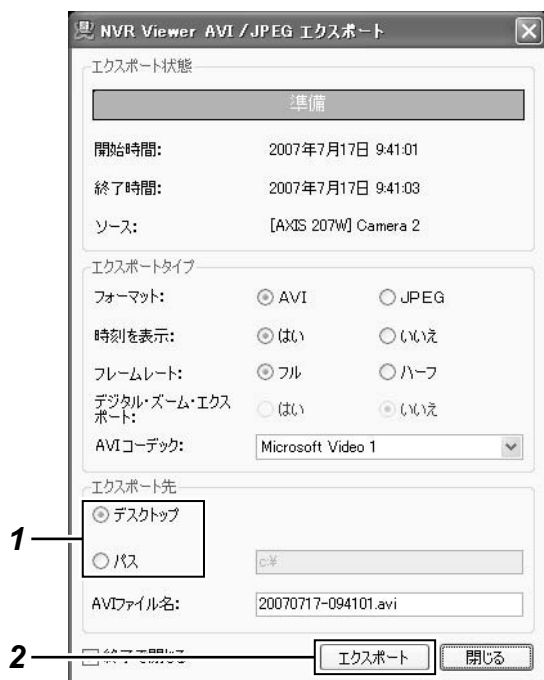 NVR Viewer AVI/JPEG エクスポート
エクスポート状態
準備
開始時間: 2007年7月17日 9:41:01
終了時間: 2007年7月17日 9:41:03
ソース: [AXIS 207W] Camera 2
エクスポートタイプ
フォーマット: AVI JPEG
時刻を表示: はい いいえ
フレームレート: フル ハーフ
デジタル・ズーム・エクス
ポート: はい いいえ
AVIコーデック: Microsoft Video 1
エクスポート先
デスクトップ
1
パス c:¥
AVIファイル名: 20070717-094101.avi
2 終了で閉じる エクスポート 閉じる